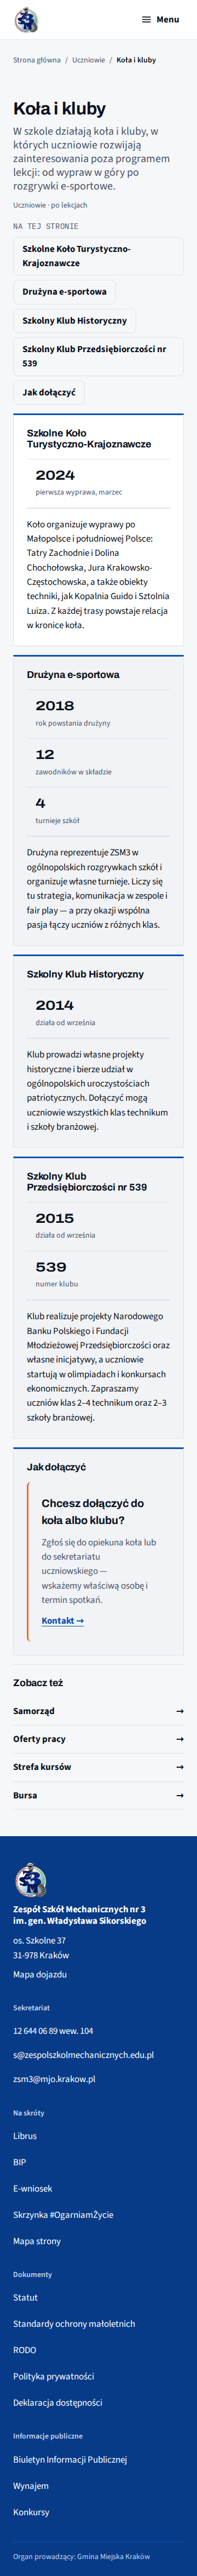 Menu
Strona główna / Uczniowie / Koła i kluby
Koła i kluby
W szkole działają koła i kluby, w
których uczniowie rozwijają
zainteresowania poza programem
lekcji: od wypraw w góry po
rozgrywki e-sportowe.
Uczniowie · po lekcjach
NA TEJ STRONIE
Szkolne Koło Turystyczno-
Krajoznawcze
Drużyna e-sportowa
Szkolny Klub Historyczny
Szkolny Klub Przedsiębiorczości nr
539
Jak dołączyć
Szkolne Koło
Turystyczno-Krajoznawcze
2024
pierwsza wyprawa, marzec
Koło organizuje wyprawy po
Małopolsce i południowej Polsce:
Tatry Zachodnie i Dolina
Chochołowska, Jura Krakowsko-
Częstochowska, a także obiekty
techniki, jak Kopalnia Guido i Sztolnia
Luiza. Z każdej trasy powstaje relacja
w kronice koła.
Drużyna e-sportowa
2018
rok powstania drużyny
12
zawodników w składzie
4
turnieje szkół
Drużyna reprezentuje ZSM3 w
ogólnopolskich rozgrywkach szkół i
organizuje własne turnieje. Liczy się
tu strategia, komunikacja w zespole i
fair play — a przy okazji wspólna
pasja łączy uczniów z różnych klas.
Szkolny Klub Historyczny
2014
działa od września
Klub prowadzi własne projekty
historyczne i bierze udział w
ogólnopolskich uroczystościach
patriotycznych. Dołączyć mogą
uczniowie wszystkich klas technikum
i szkoły branżowej.
Szkolny Klub
Przedsiębiorczości nr 539
2015
działa od września
539
numer klubu
Klub realizuje projekty Narodowego
Banku Polskiego i Fundacji
Młodzieżowej Przedsiębiorczości oraz
własne inicjatywy, a uczniowie
startują w olimpiadach i konkursach
ekonomicznych. Zapraszamy
uczniów klas 2–4 technikum oraz 2–3
szkoły branżowej.
Jak dołączyć
Chcesz dołączyć do
koła albo klubu?
Zgłoś się do opiekuna koła lub
do sekretariatu
uczniowskiego —
wskażemy właściwą osobę i
termin spotkań.
Kontakt →
Zobacz też
Samorząd →
Oferty pracy →
Strefa kursów →
Bursa →
Zespół Szkół Mechanicznych nr 3
im. gen. Władysława Sikorskiego
os. Szkolne 37
31-978 Kraków
Mapa dojazdu
Sekretariat
12 644 06 89 wew. 104
s@zespolszkolmechanicznych.edu.pl
zsm3@mjo.krakow.pl
Na skróty
Librus
BIP
E-wniosek
Skrzynka #OgarniamŻycie
Mapa strony
Dokumenty
Statut
Standardy ochrony małoletnich
RODO
Polityka prywatności
Deklaracja dostępności
Informacje publiczne
Biuletyn Informacji Publicznej
Wynajem
Konkursy
Organ prowadzący: Gmina Miejska Kraków